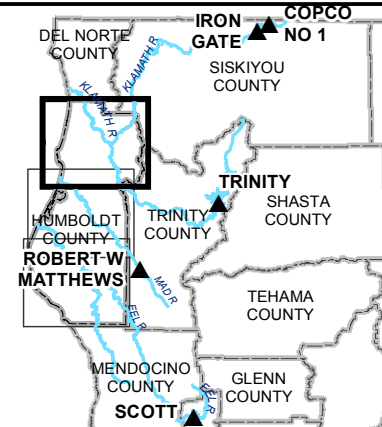 IRON
GATE
COPCO
NO 1
DEL NORTE
COUNTY
KLAMATH R
KLAMATH R
SISKIYOU
COUNTY
TRINITY
HUMBOLDT
COUNTY
TRINITY
COUNTY
SHASTA
COUNTY
ROBERT W
MATTHEWS
MAD R
EEL R
TEHAMA
COUNTY
MENDOCINO
COUNTY
EEL R
GLENN
COUNTY
SCOTT